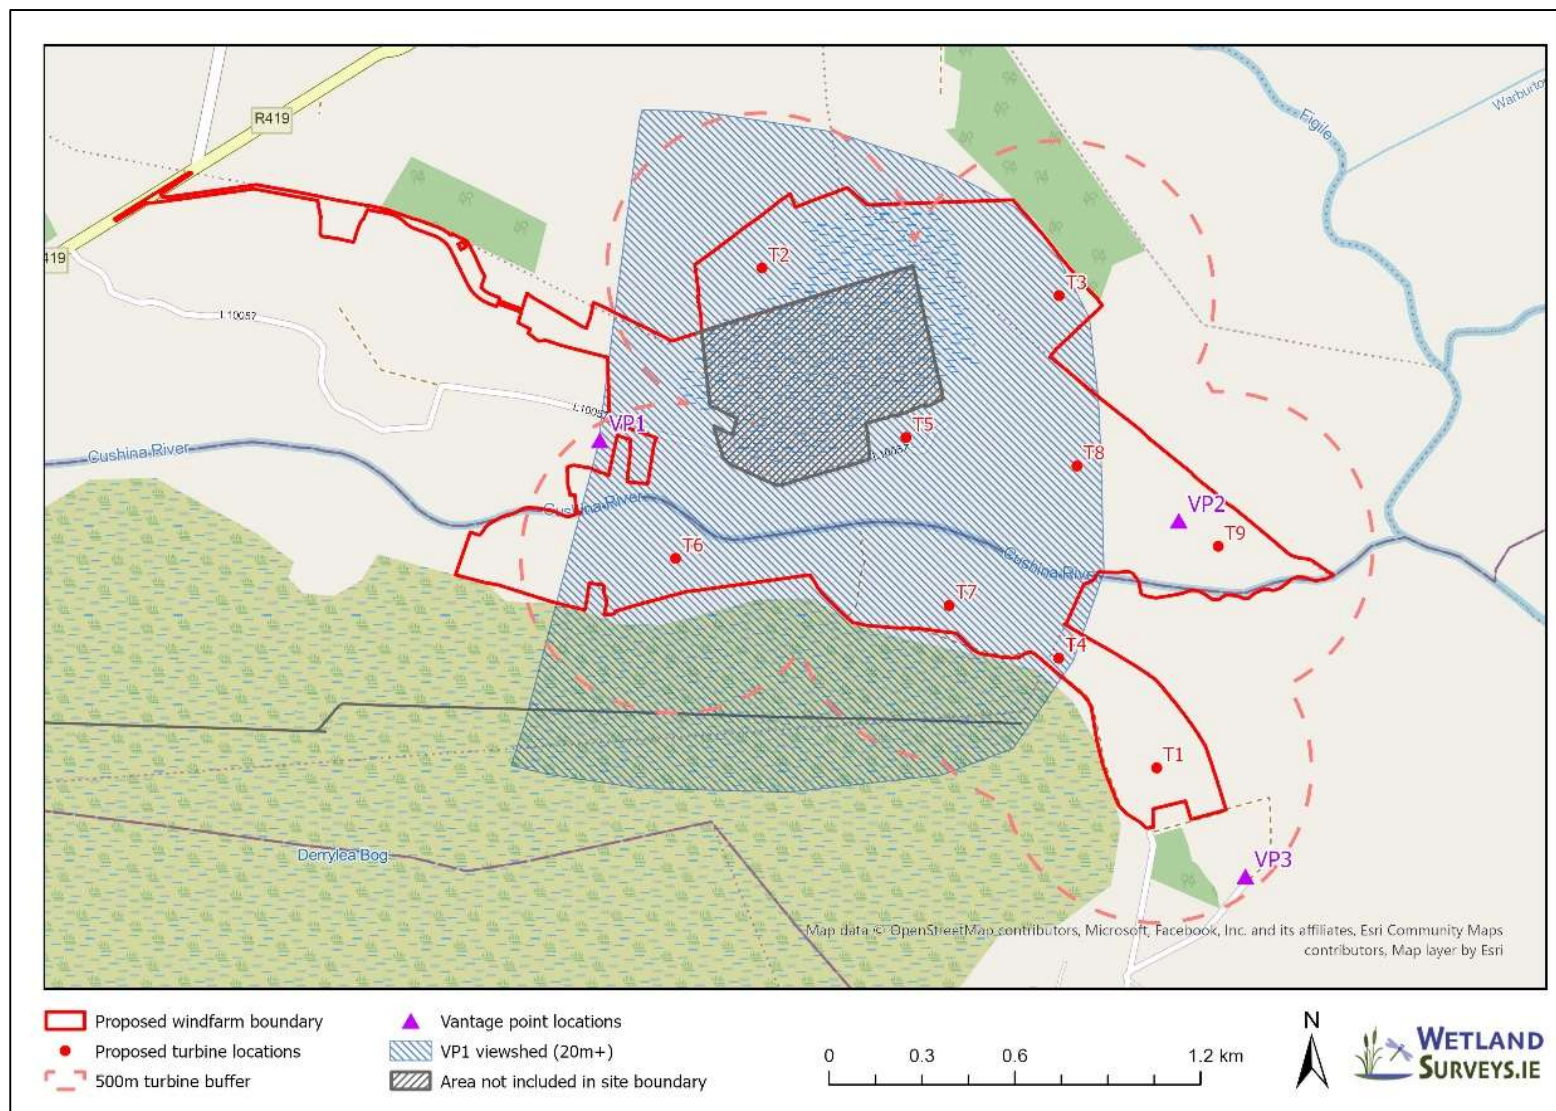 R419
Eigile
Warburto
419
T2
T3
L10057
L10057
VP1
T5
L10057
T8
Cushina River
Cushina River
VP2
T9
T6
Cushina River
T7
T4
T1
Derrylea Bog
VP3
Map data © OpenStreetMap contributors, Microsoft, Facebook, Inc. and its affiliates, Esri Community Maps
contributors, Map layer by Esri
Proposed windfarm boundary
Proposed turbine locations
500m turbine buffer
Vantage point locations
VP1 viewshed (20m+)
Area not included in site boundary
0 0.3 0.6 1.2 km
N
WETLAND
SURVEYS.IE